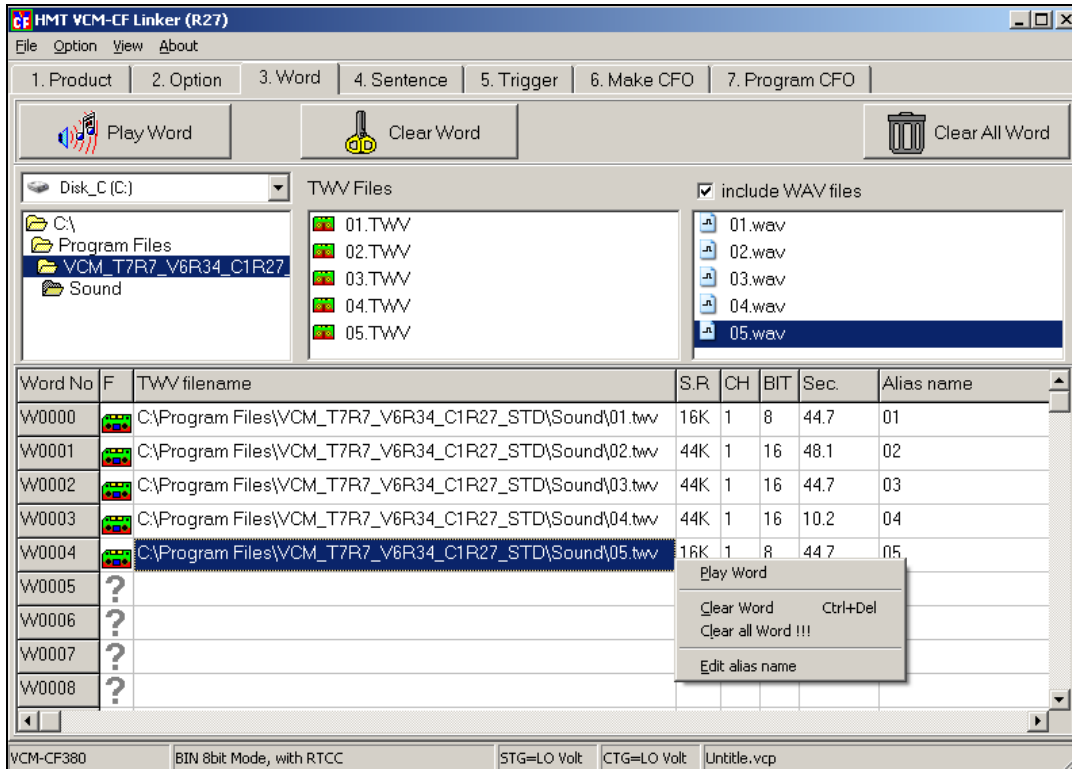 HMT VCM-CF Linker (R27)
File Option View About
1. Product 2. Option 3. Word 4. Sentence 5. Trigger 6. Make CFO 7. Program CFO
Play Word Clear Word Clear All Word
Disk_C (C:) TWV Files include WAV files
C:\ 01.TWV 01.wav
Program Files 02.TWV 02.wav
VCM_T7R7_V6R34_C1R27_ 03.TWV 03.wav
Sound 04.TWV 04.wav
05.TWV 05.wav
Word No F TWV filename S.R CH BIT Sec. Alias name
W0000 C:\Program Files\VCM_T7R7_V6R34_C1R27_STD\Sound\01.twv 16K 1 8 44.7 01
W0001 C:\Program Files\VCM_T7R7_V6R34_C1R27_STD\Sound\02.twv 44K 1 16 48.1 02
W0002 C:\Program Files\VCM_T7R7_V6R34_C1R27_STD\Sound\03.twv 44K 1 16 44.7 03
W0003 C:\Program Files\VCM_T7R7_V6R34_C1R27_STD\Sound\04.twv 44K 1 16 10.2 04
W0004 C:\Program Files\VCM_T7R7_V6R34_C1R27_STD\Sound\05.twv 16K 1 8 44.7 05
W0005 ?
W0006 ?
W0007 ?
W0008 ?
Play Word
Clear Word Ctrl+Del
Clear all Word !!!
Edit alias name
VCM-CF380 BIN 8bit Mode, with RTCC STG=LO Volt CTG=LO Volt Untitle.vcp